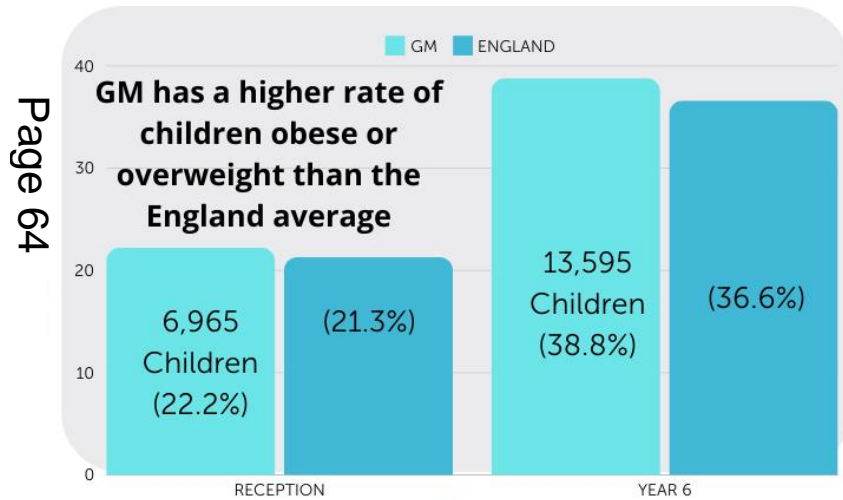 Page 64
GM
ENGLAND
GM has a higher rate of
children obese or
overweight than the
England average
40
30
20
10
0
6,965
Children
(22.2%)
(21.3%)
13,595
Children
(38.8%)
(36.6%)
RECEPTION
YEAR 6